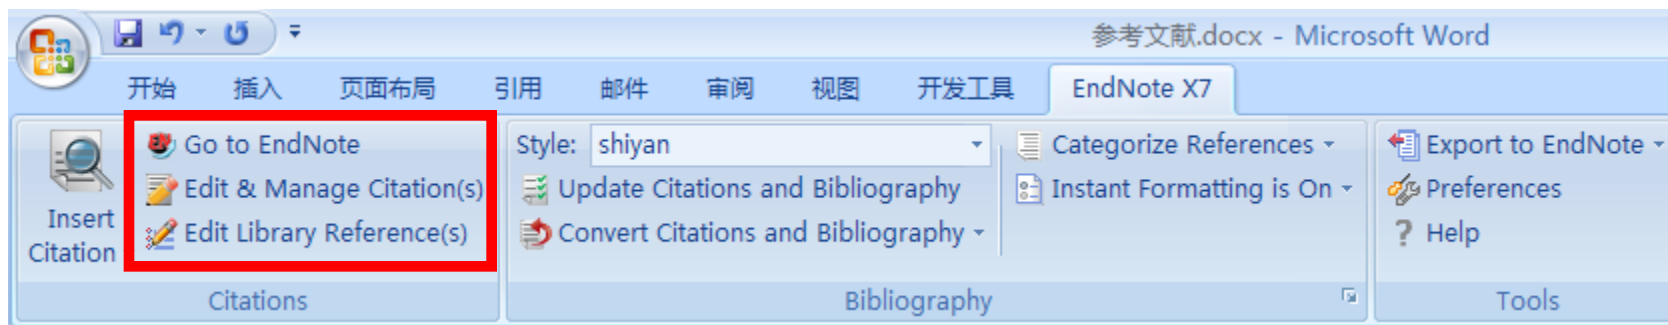 参考文献.docx - Microsoft Word
开始 插入 页面布局 引用 邮件 审阅 视图 开发工具 EndNote X7
Insert Citation
Go to EndNote
Edit & Manage Citation(s)
Edit Library Reference(s)
Citations
Style: shiyan
Update Citations and Bibliography
Convert Citations and Bibliography
Categorize References
Instant Formatting is On
Bibliography
Export to EndNote
Preferences
? Help
Tools